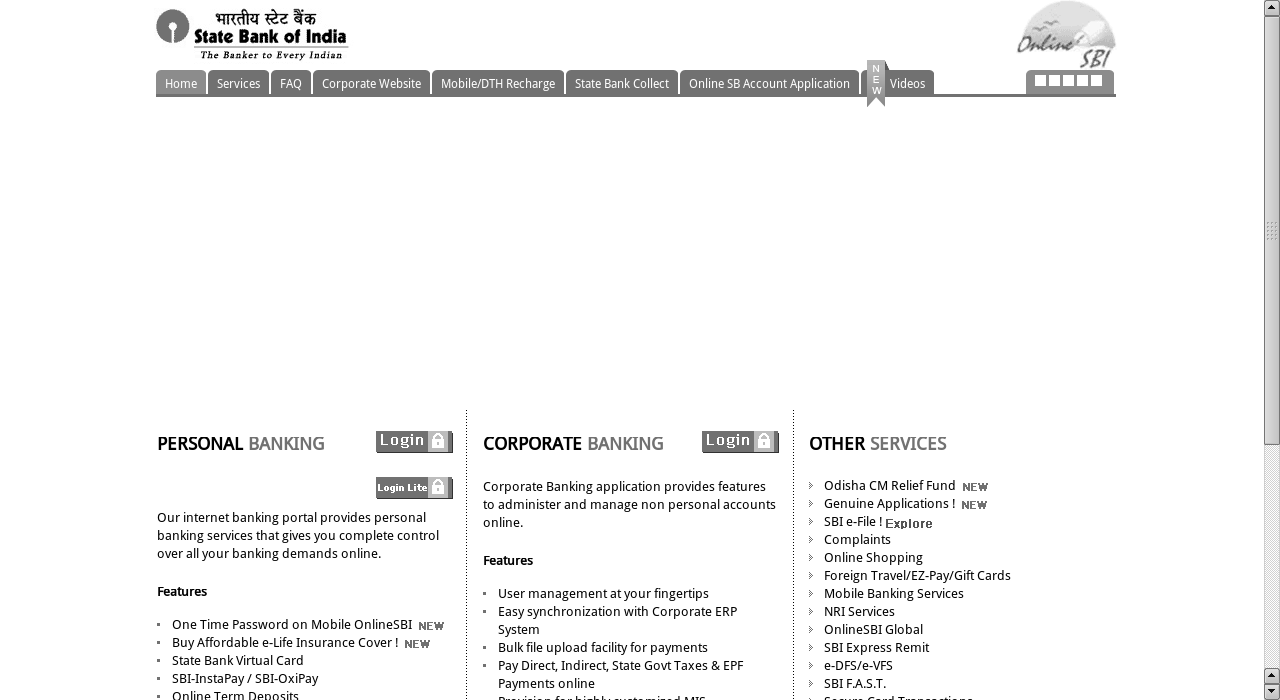 भारतीय स्टेट बैंक
State Bank of India
The Banker to Every Indian
Online SBI
Home Services FAQ Corporate Website Mobile/DTH Recharge State Bank Collect Online SB Account Application NEW Videos
PERSONAL BANKING Login
Login Lite
Our internet banking portal provides personal
banking services that gives you complete control
over all your banking demands online.
Features
One Time Password on Mobile OnlineSBI NEW
Buy Affordable e-Life Insurance Cover ! NEW
State Bank Virtual Card
SBI-InstaPay / SBI-OxiPay
Online Term Deposits
CORPORATE BANKING Login
Corporate Banking application provides features
to administer and manage non personal accounts
online.
Features
User management at your fingertips
Easy synchronization with Corporate ERP
System
Bulk file upload facility for payments
Pay Direct, Indirect, State Govt Taxes & EPF
Payments online
Provision for highly customized MIS
OTHER SERVICES
Odisha CM Relief Fund NEW
Genuine Applications ! NEW
SBI e-File ! Explore
Complaints
Online Shopping
Foreign Travel/EZ-Pay/Gift Cards
Mobile Banking Services
NRI Services
OnlineSBI Global
SBI Express Remit
e-DFS/e-VFS
SBI F.A.S.T.
Secure Card Transactions